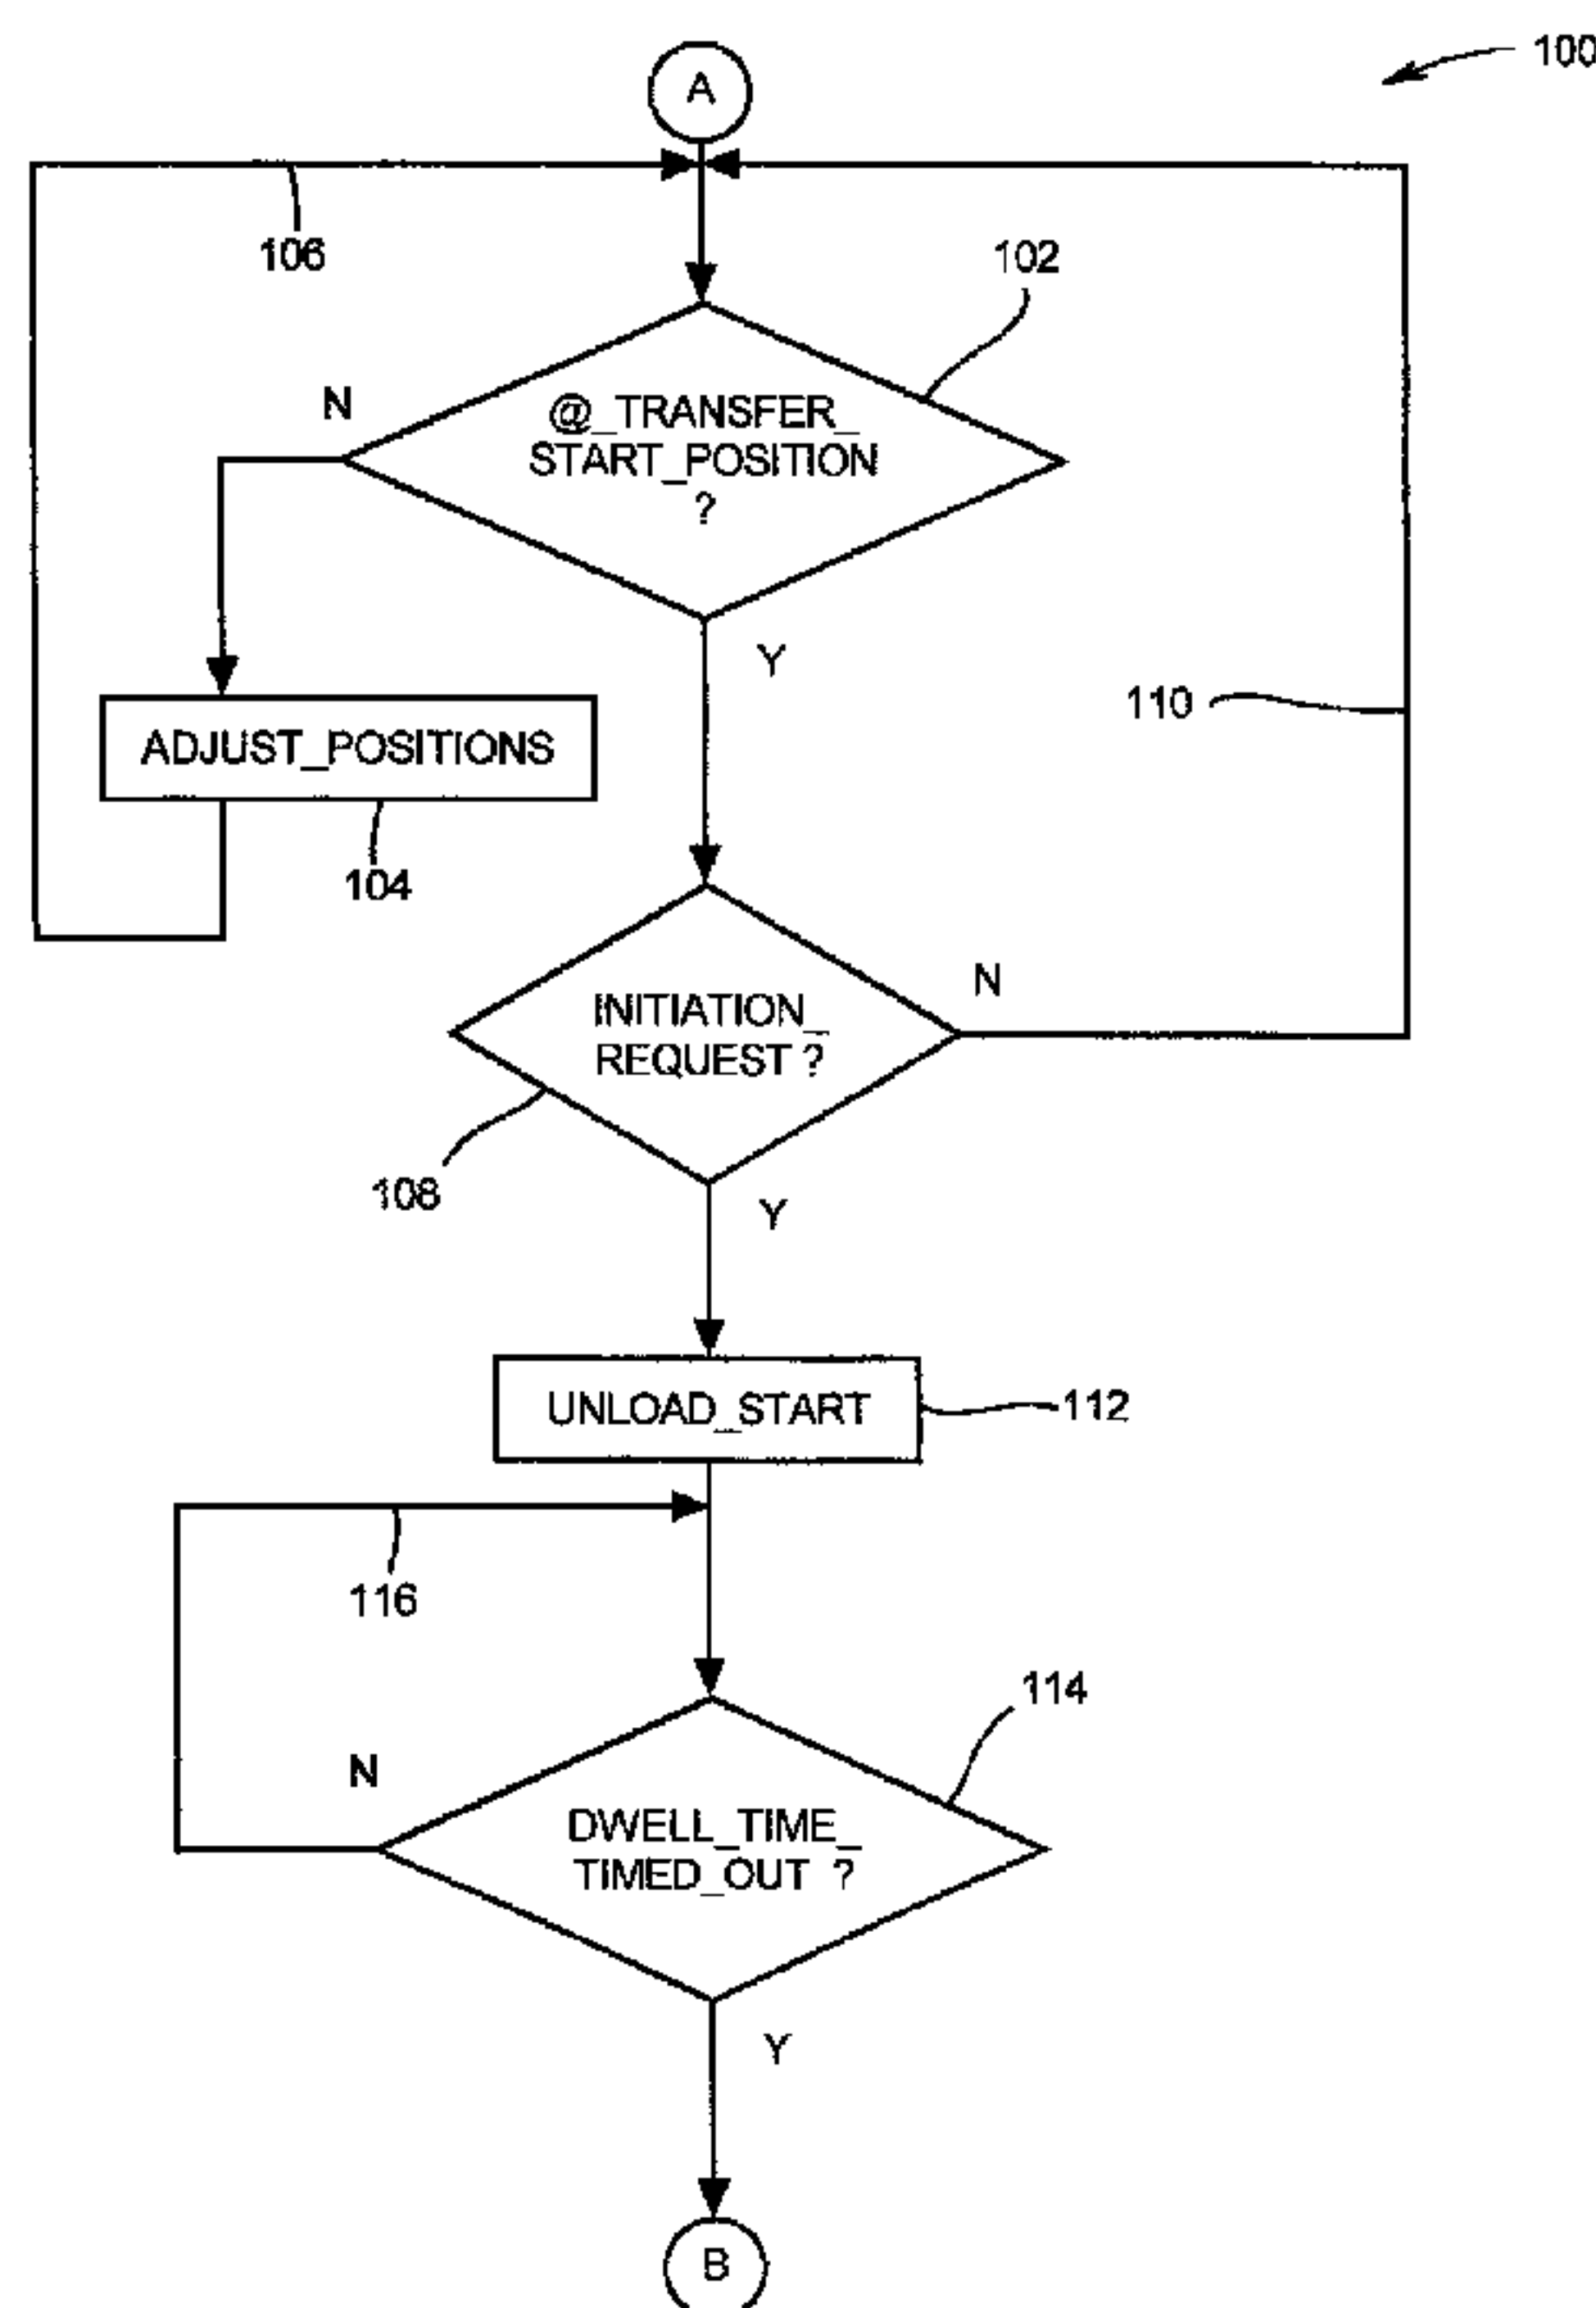 A
100
106
102
N
@_TRANSFER_
START_POSITION
?
Y
110
ADJUST_POSITIONS
104
N
INITIATION_
REQUEST ?
108
Y
UNLOAD_START
112
116
114
N
DWELL_TIME_
TIMED_OUT ?
Y
B